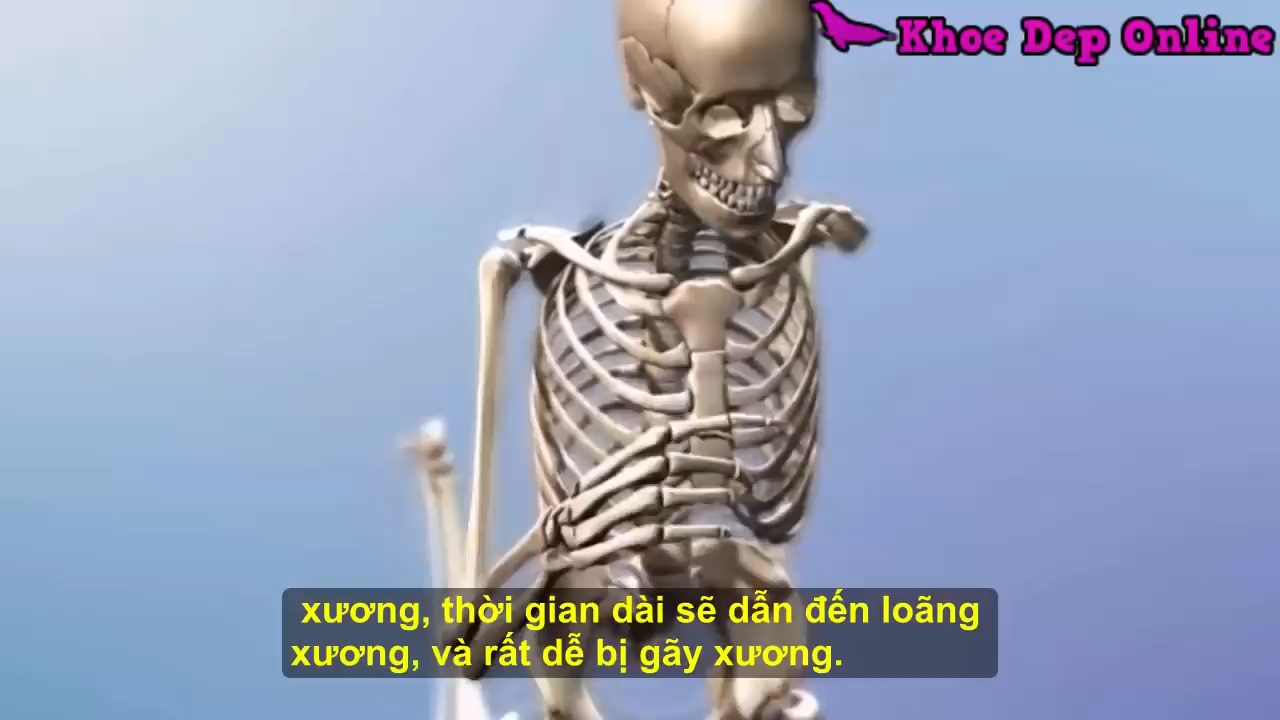 Khoe Dep Online
xương, thời gian dài sẽ dẫn đến loãng
xương, và rất dễ bị gãy xương.